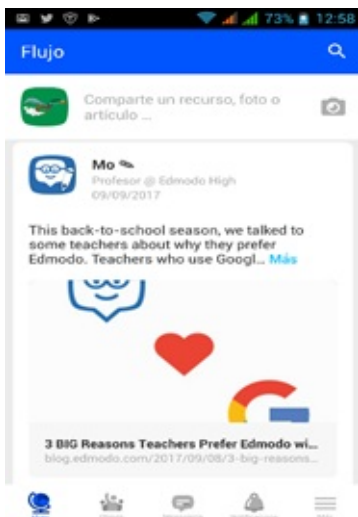 73% 12:58
Flujo
Comparte un recurso, foto o
artículo ...
Mo
Profesor @ Edmodo High
09/09/2017
This back-to-school season, we talked to
some teachers about why they prefer
Edmodo. Teachers who use Googl... Más
3 BIG Reasons Teachers Prefer Edmodo wi...
blog.edmodo.com/2017/09/08/3-big-reasons...